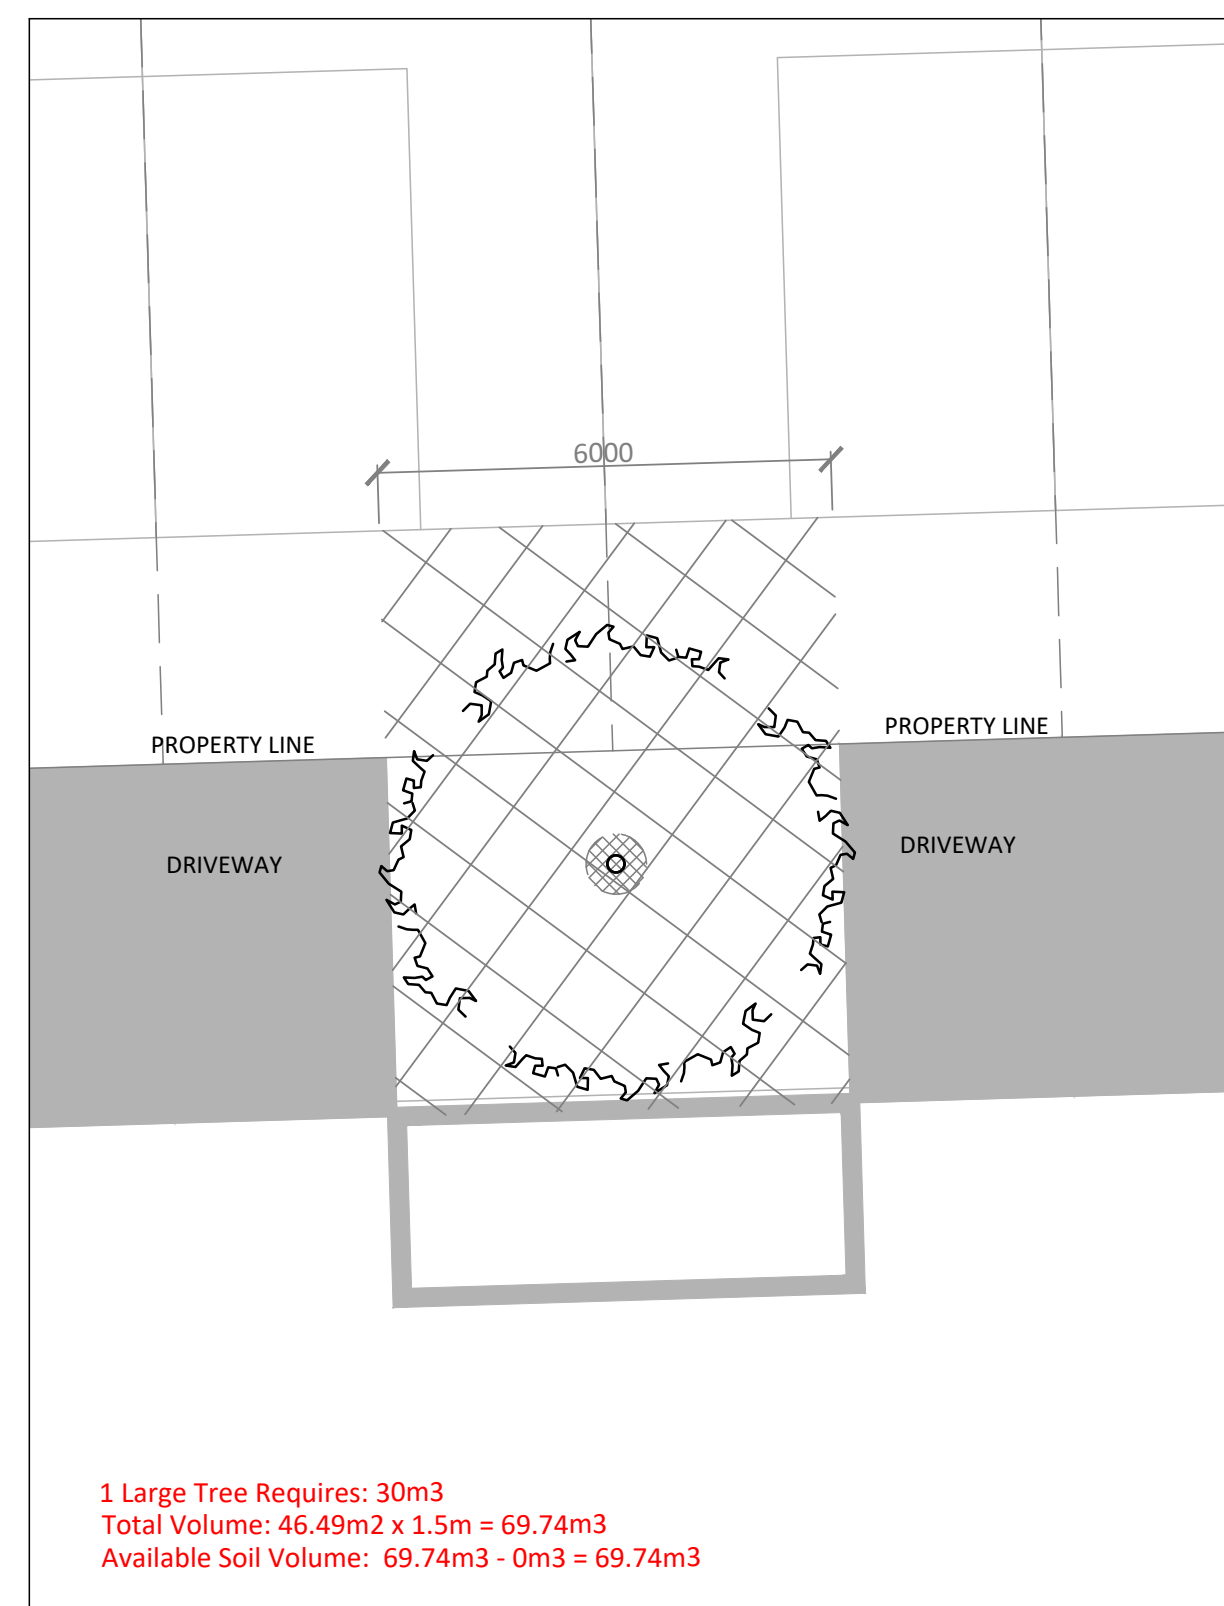 6000
PROPERTY LINE
PROPERTY LINE
DRIVEWAY
DRIVEWAY
1 Large Tree Requires: 30m3
Total Volume: 46.49m2 x 1.5m = 69.74m3
Available Soil Volume: 69.74m3 - 0m3 = 69.74m3